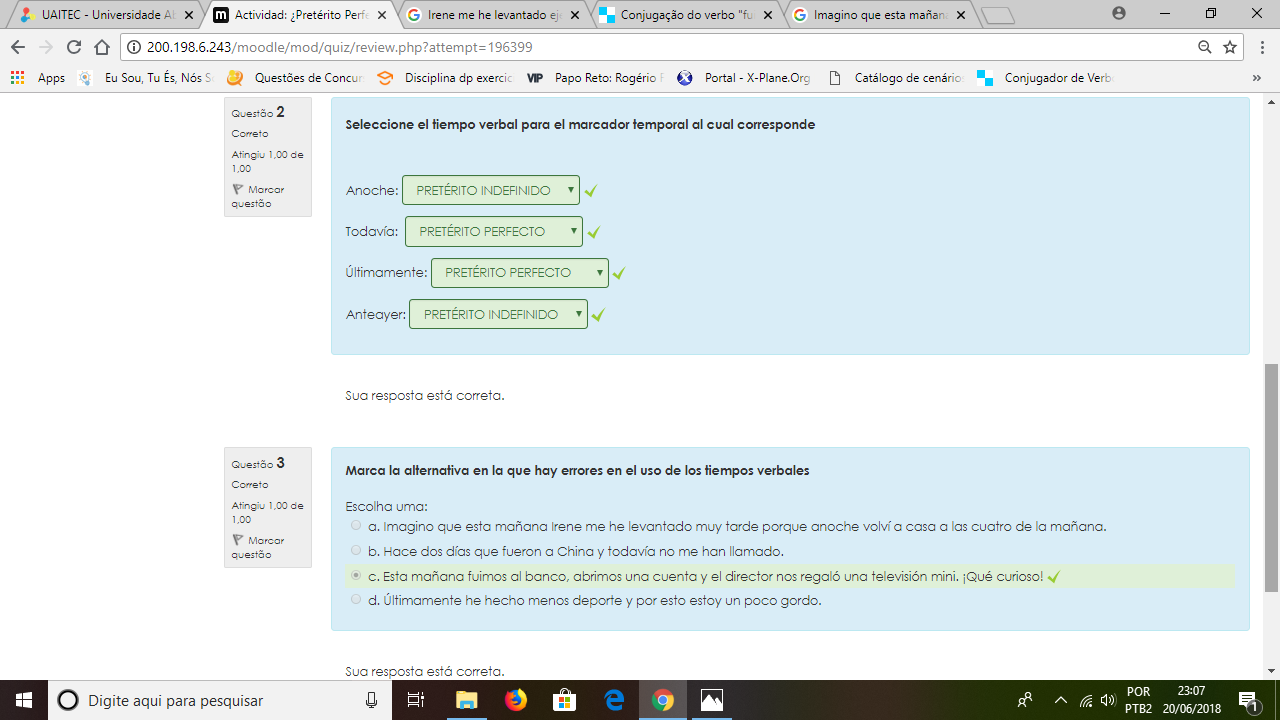 UAITEC - Universidade Ab
Actividad: ¿Pretérito Perfe
Irene me he levantado eje
Conjugação do verbo "fu
Imagino que esta mañana
200.198.6.243/moodle/mod/quiz/review.php?attempt=196399
Apps
Eu Sou, Tu És, Nós S
Questões de Concur
Disciplina dp exercic
VIP Papo Reto: Rogério F
Portal - X-Plane.Org
Catálogo de cenário
Conjugador de Verb
»
Questão 2
Correto
Atingiu 1,00 de
1,00
Marcar
questão
Seleccione el tiempo verbal para el marcador temporal al cual corresponde
Anoche: PRETÉRITO INDEFINIDO
Todavía: PRETÉRITO PERFECTO
Últimamente: PRETÉRITO PERFECTO
Anteayer: PRETÉRITO INDEFINIDO
Sua resposta está correta.
Questão 3
Correto
Atingiu 1,00 de
1,00
Marcar
questão
Marca la alternativa en la que hay errores en el uso de los tiempos verbales
Escolha uma:
a. Imagino que esta mañana Irene me he levantado muy tarde porque anoche volví a casa a las cuatro de la mañana.
b. Hace dos días que fueron a China y todavía no me han llamado.
c. Esta mañana fuimos al banco, abrimos una cuenta y el director nos regaló una televisión mini. ¡Qué curioso!
d. Últimamente he hecho menos deporte y por esto estoy un poco gordo.
Sua resposta está correta.
Digite aqui para pesquisar
POR
PTB2
23:07
20/06/2018
1